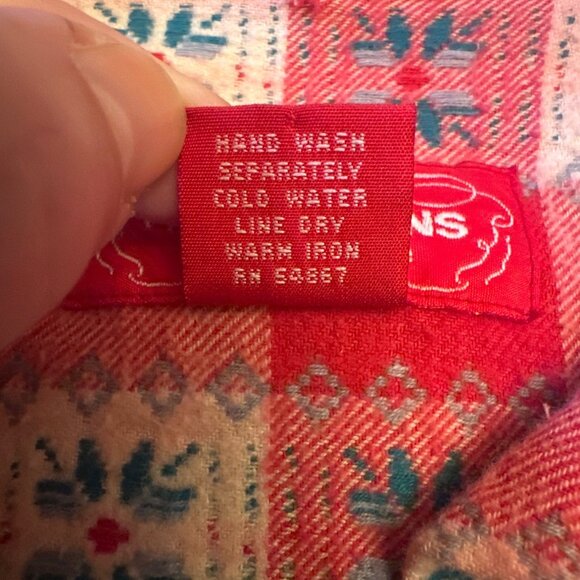 HAND WASH
SEPARATELY
COLD WATER
LINE DRY
WARM IRON
RN 54867
NS